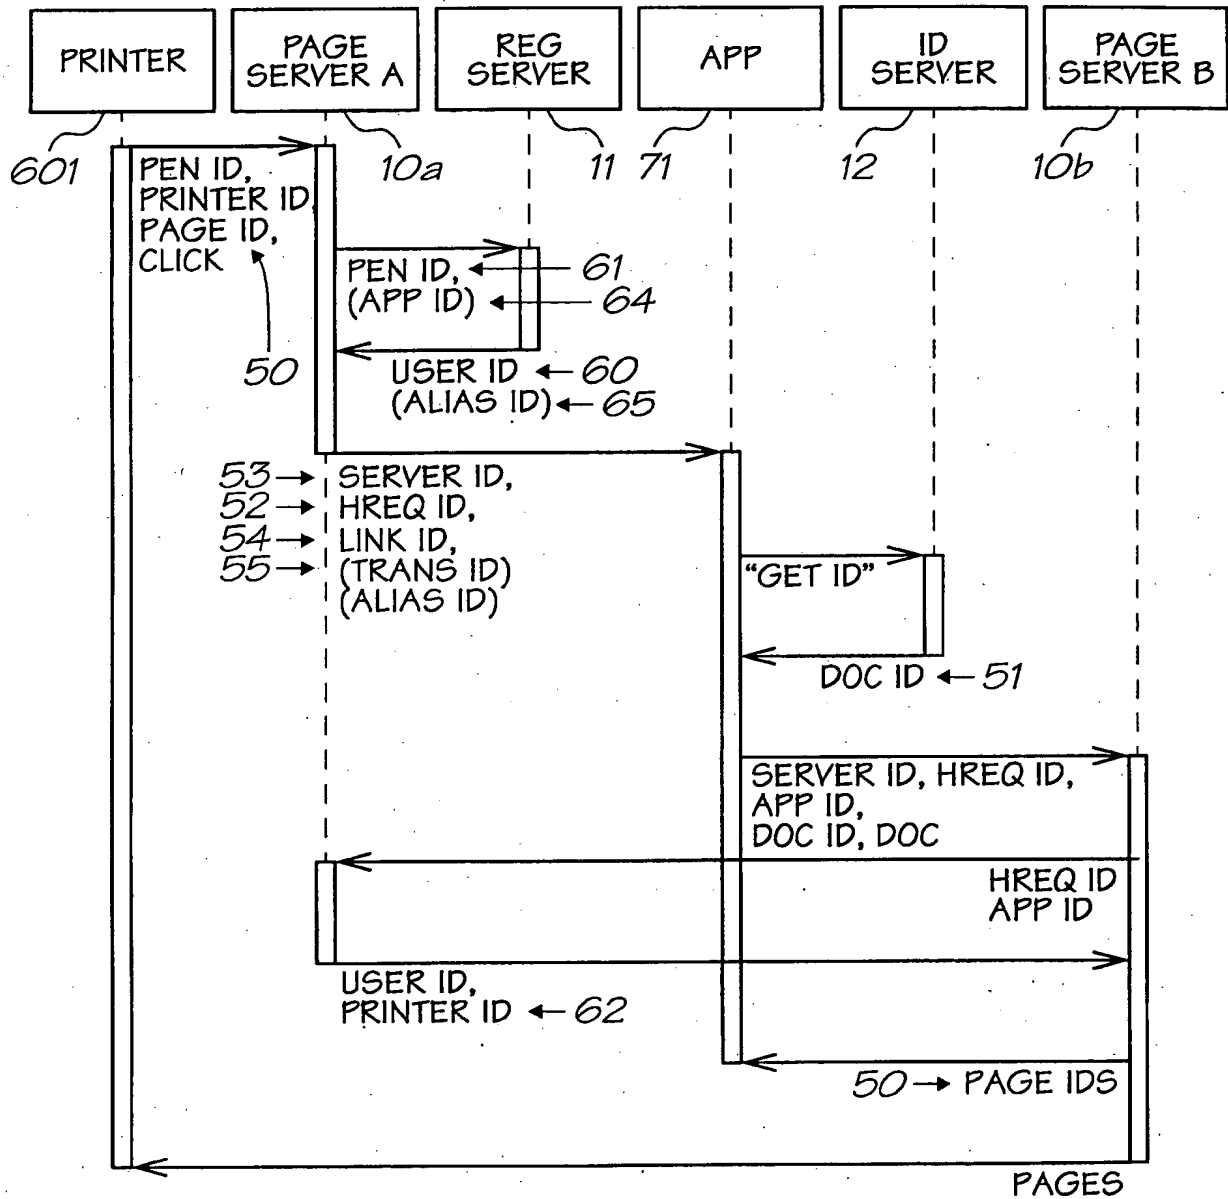 PRINTER
PAGE
SERVER A
REG
SERVER
APP
ID
SERVER
PAGE
SERVER B
601
10a
11
71
12
10b
PEN ID,
PRINTER ID,
PAGE ID,
CLICK
50
PEN ID, 61
(APP ID) 64
USER ID 60
(ALIAS ID) 65
53 SERVER ID,
52 HREQ ID,
54 LINK ID,
55 (TRANS ID)
(ALIAS ID)
"GET ID"
DOC ID 51
SERVER ID, HREQ ID,
APP ID,
DOC ID, DOC
HREQ ID
APP ID
USER ID,
PRINTER ID 62
50 PAGE IDS
PAGES